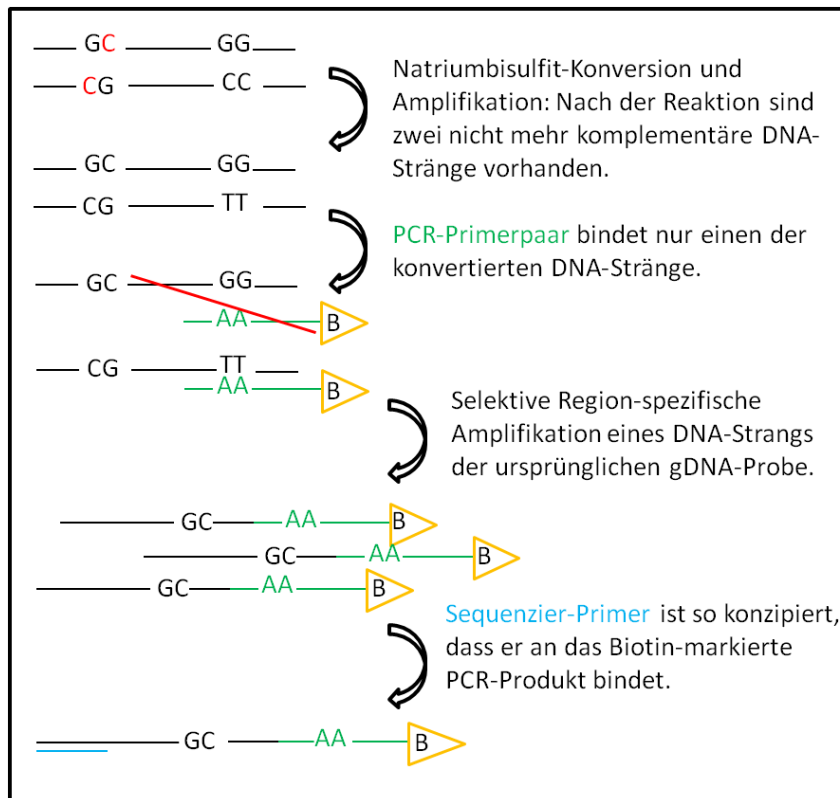 GC GG
CG CC
Natriumbisulfit-Konversion und
Amplifikation: Nach der Reaktion sind
zwei nicht mehr komplementäre DNA-
Stränge vorhanden.
GC GG
CG TT
PCR-Primerpaar bindet nur einen der
konvertierten DNA-Stränge.
GC GG
AA B
CG TT
AA B
Selektive Region-spezifische
Amplifikation eines DNA-Strangs
der ursprünglichen gDNA-Probe.
GC AA B
GC AA B
GC AA B
Sequenzier-Primer ist so konzipiert,
dass er an das Biotin-markierte
PCR-Produkt bindet.
GC AA B